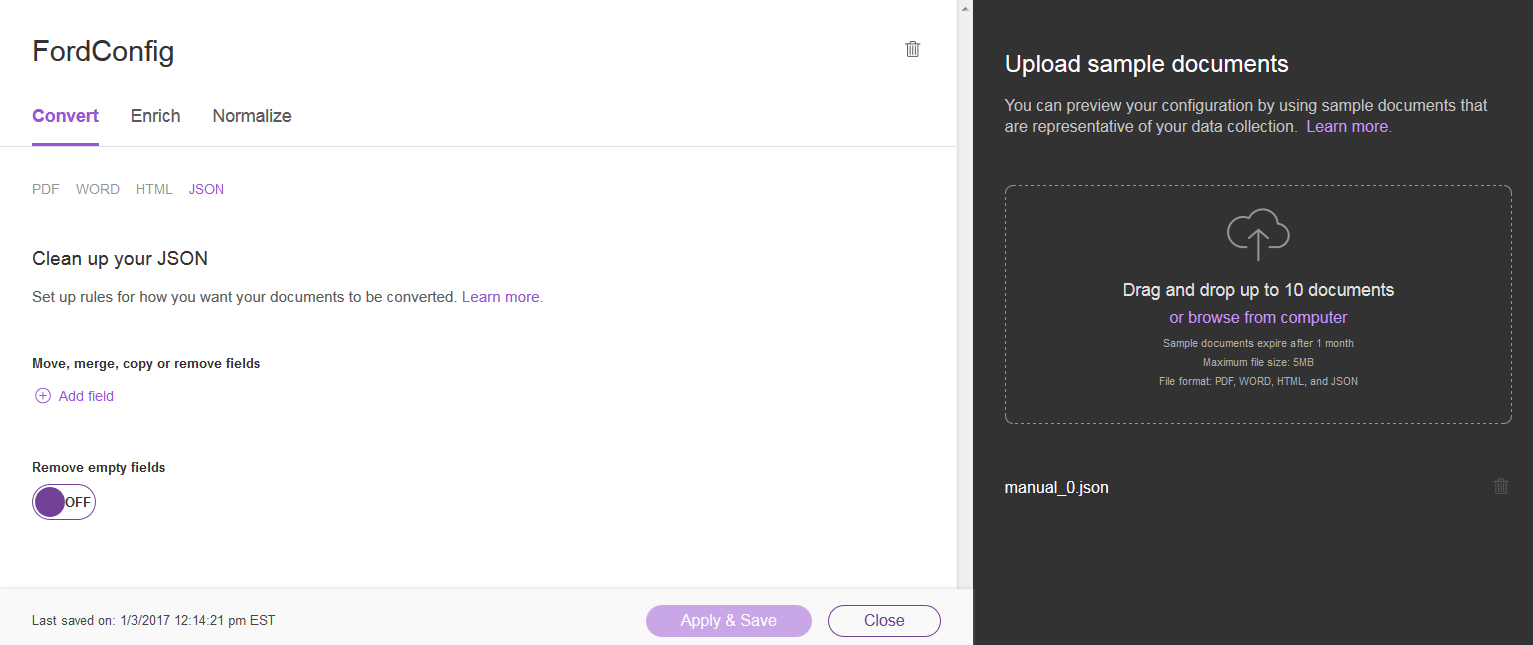 FordConfig
Convert Enrich Normalize
PDF WORD HTML JSON
Clean up your JSON
Set up rules for how you want your documents to be converted. Learn more.
Move, merge, copy or remove fields
Add field
Remove empty fields
OFF
Last saved on: 1/3/2017 12:14:21 pm EST
Apply & Save
Close
Upload sample documents
You can preview your configuration by using sample documents that
are representative of your data collection. Learn more.
Drag and drop up to 10 documents
or browse from computer
Sample documents expire after 1 month
Maximum file size: 5MB
File format: PDF, WORD, HTML, and JSON
manual_0.json